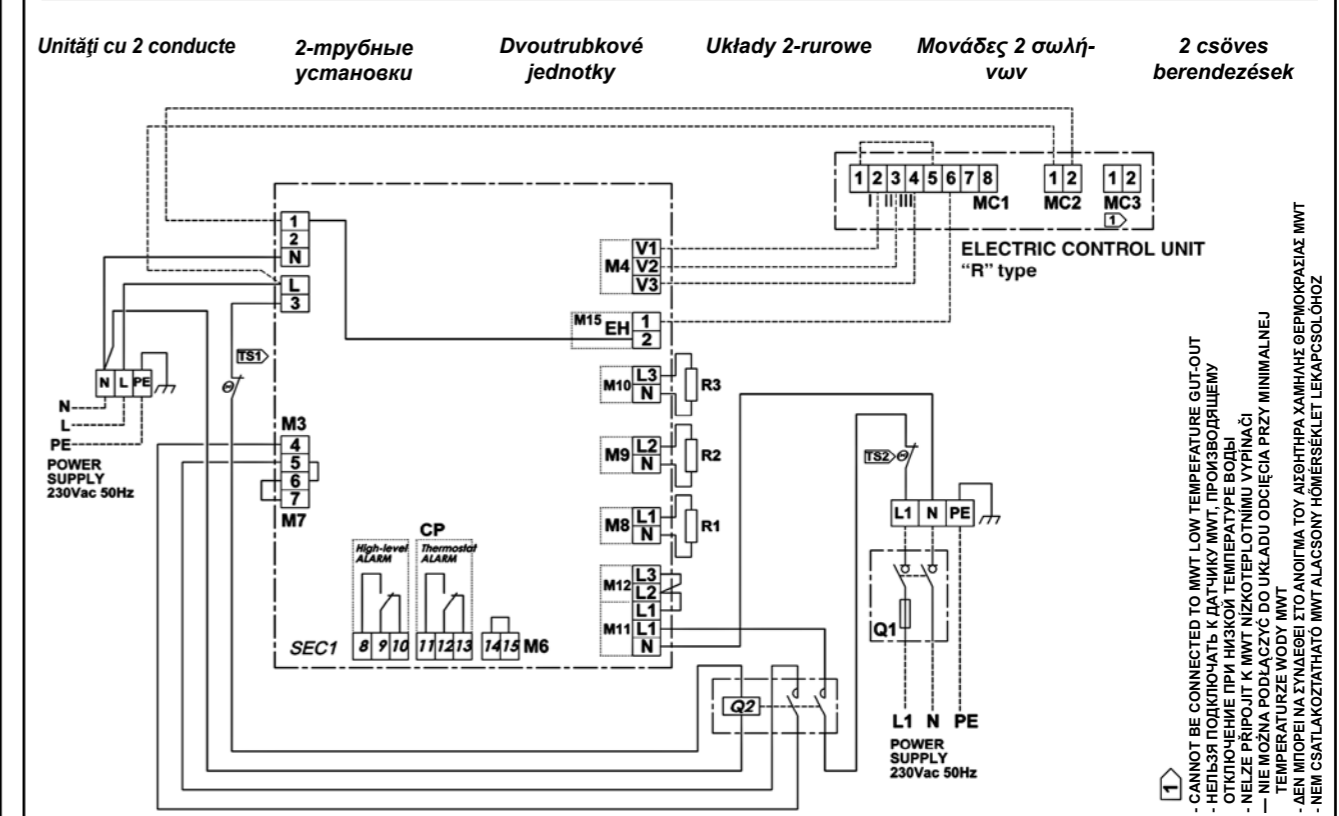 Unități cu 2 conducte
2-трубные
установки
Dvoutrubkové
jednotky
Układy 2-rurowe
Μονάδες 2 σωλή-
νων
2 csöves
berendezések
1 2 3 4 5 6 7 8
I II III
MC1
1 2
MC2
1 2
MC3
1
ELECTRIC CONTROL UNIT
“R” type
1
2
N
L
3
TS1
N L PE
N
L
PE
POWER
SUPPLY
230Vac 50Hz
M3
4
5
6
7
M7
M4
V1
V2
V3
M15 EH
1
2
M10
L3
N
R3
M9
L2
N
R2
M8
L1
N
R1
M12
L3
L2
L1
M11
L1
N
CP
High-level
ALARM
Thermostat
ALARM
SEC1
8 9 10
11 12 13
14 15 M6
Q2
TS2
L1 N PE
Q1
L1 N PE
POWER
SUPPLY
230Vac 50Hz
1
- CANNOT BE CONNECTED TO MWT LOW TEMPEFATURE GUT-OUT
- НЕЛЬЗЯ ПОДКЛЮЧАТЬ К ДАТЧИКУ MWT, ПРОИЗВОДЯЩЕМУ
ОТКЛЮЧЕНИЕ ПРИ НИЗКОЙ ТЕМПЕРАТУРЕ ВОДЫ
- NELZE PŘIPOJIT K MWT NÍZKOTEPLOTNÍMU VYPÍNAČI
— NIE MOŻNA PODŁĄCZYĆ DO UKŁADU ODCIĘCIA PRZY MINIMALNEJ
TEMPERATURZE WODY MWT
- ΔΕΝ ΜΠΟΡΕΙ ΝΑ ΣΥΝΔΕΘΕΙ ΣΤΟ ΑΝΟΙΓΜΑ ΤΟΥ ΑΙΣΘΗΤΗΡΑ ΧΑΜΗΛΗΣ ΘΕΡΜΟΚΡΑΣΙΑΣ MWT
- NEM CSATLAKOZTATHATÓ MWT ALACSONY HŐMÉRSÉKLET LEKAPCSOLÓHOZ